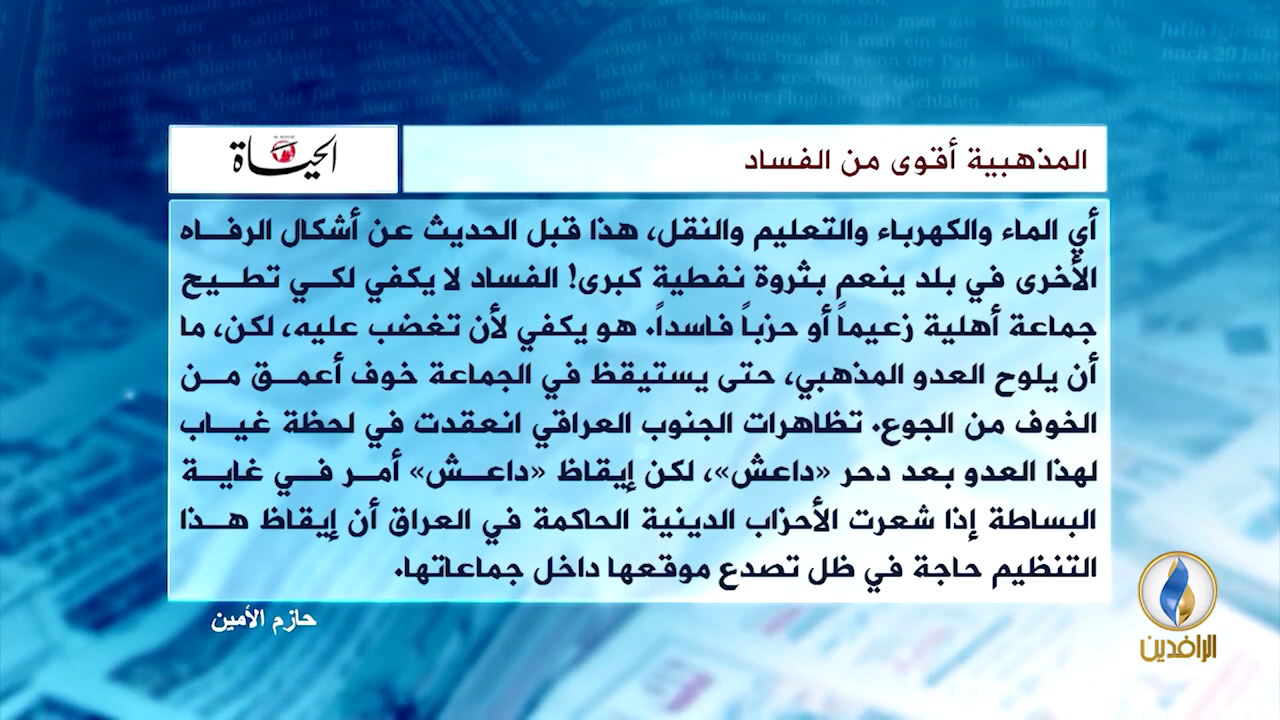 الحياة
المذهبية أقوى من الفساد
أي الماء والكهرباء والتعليم والنقل، هذا قبل الحديث عن أشكال الرفاه
الأخرى في بلد ينعم بثروة نفطية كبرى! الفساد لا يكفي لكي تطيح
جماعة أهلية زعيماً أو حزباً فاسداً. هو يكفي لأن تغضب عليه، لكن، ما
أن يلوح العدو المذهبي، حتى يستيقظ في الجماعة خوف أعمق من
الخوف من الجوع. تظاهرات الجنوب العراقي انعقدت في لحظة غياب
لهذا العدو بعد دحر «داعش»، لكن إيقاظ «داعش» أمر في غاية
البساطة إذا شعرت الأحزاب الدينية الحاكمة في العراق أن إيقاظ هذا
التنظيم حاجة في ظل تصدع موقعها داخل جماعاتها.
حازم الأمين
الرافدين